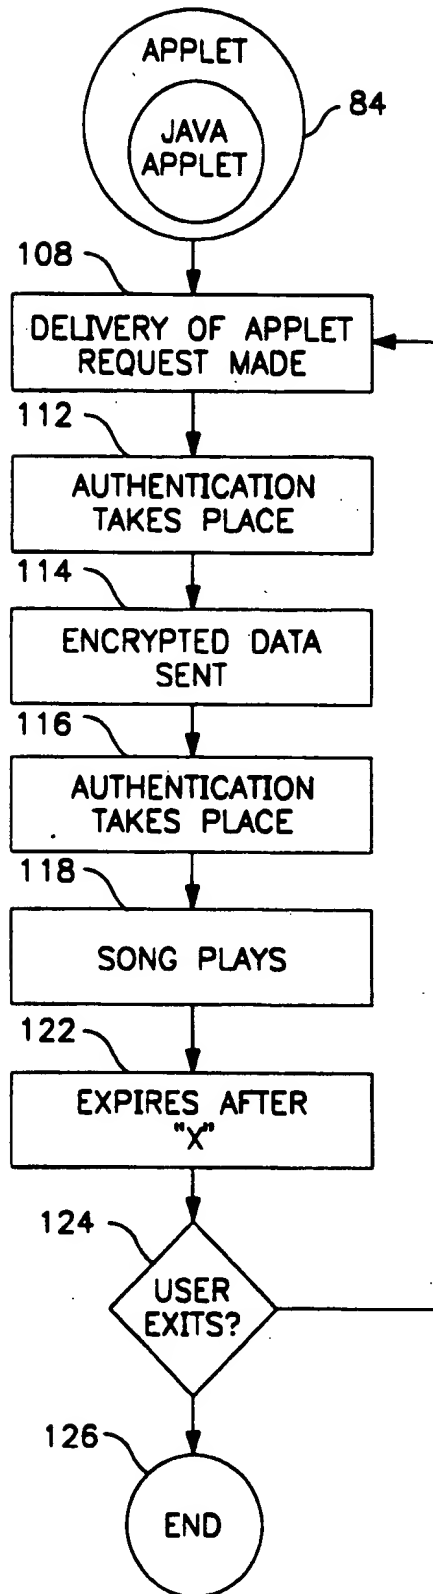 APPLET
84
JAVA
APPLET
108
DELIVERY OF APPLET
REQUEST MADE
112
AUTHENTICATION
TAKES PLACE
114
ENCRYPTED DATA
SENT
116
AUTHENTICATION
TAKES PLACE
118
SONG PLAYS
122
EXPIRES AFTER
"X"
124
USER
EXITS?
126
END